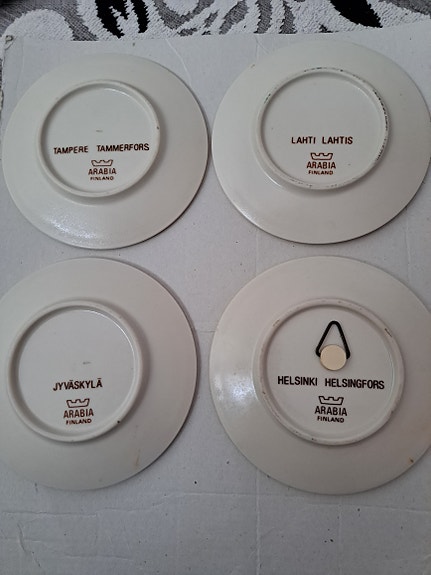 TAMPERE TAMMERFORS
ARABIA
FINLAND
LAHTI LAHTIS
ARABIA
FINLAND
JYVÄSKYLÄ
ARABIA
FINLAND
HELSINKI HELSINGFORS
ARABIA
FINLAND